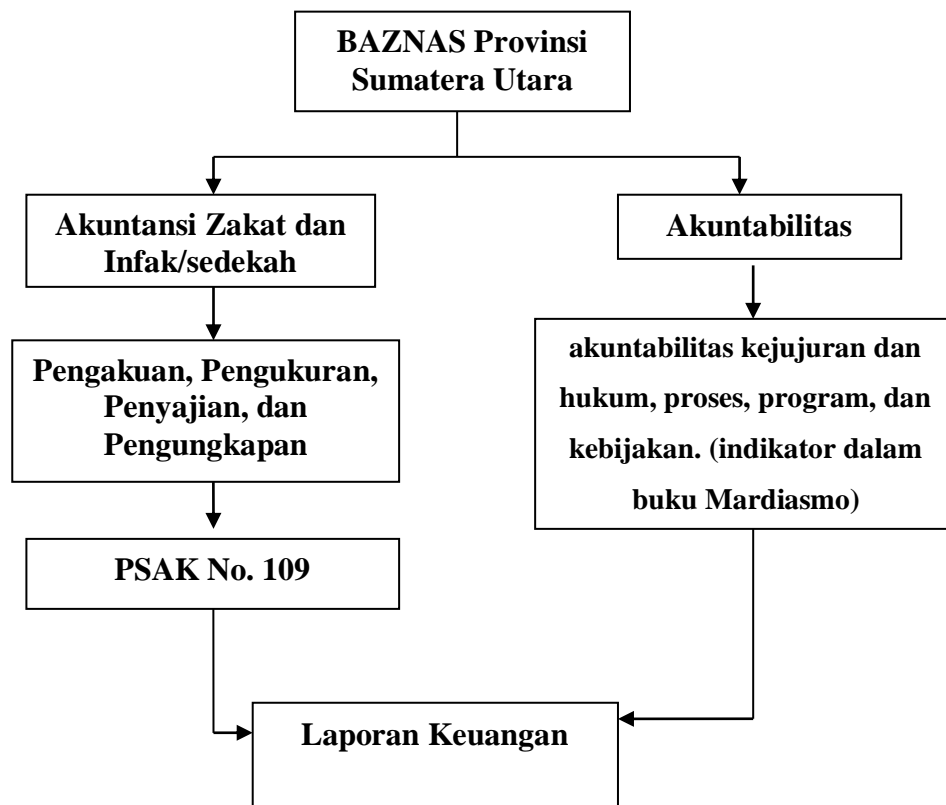 BAZNAS Provinsi
Sumatera Utara
Akuntansi Zakat dan
Infak/sedekah
Akuntabilitas
Pengakuan, Pengukuran,
Penyajian, dan
Pengungkapan
akuntabilitas kejujuran dan
hukum, proses, program, dan
kebijakan. (indikator dalam
buku Mardiasmo)
PSAK No. 109
Laporan Keuangan